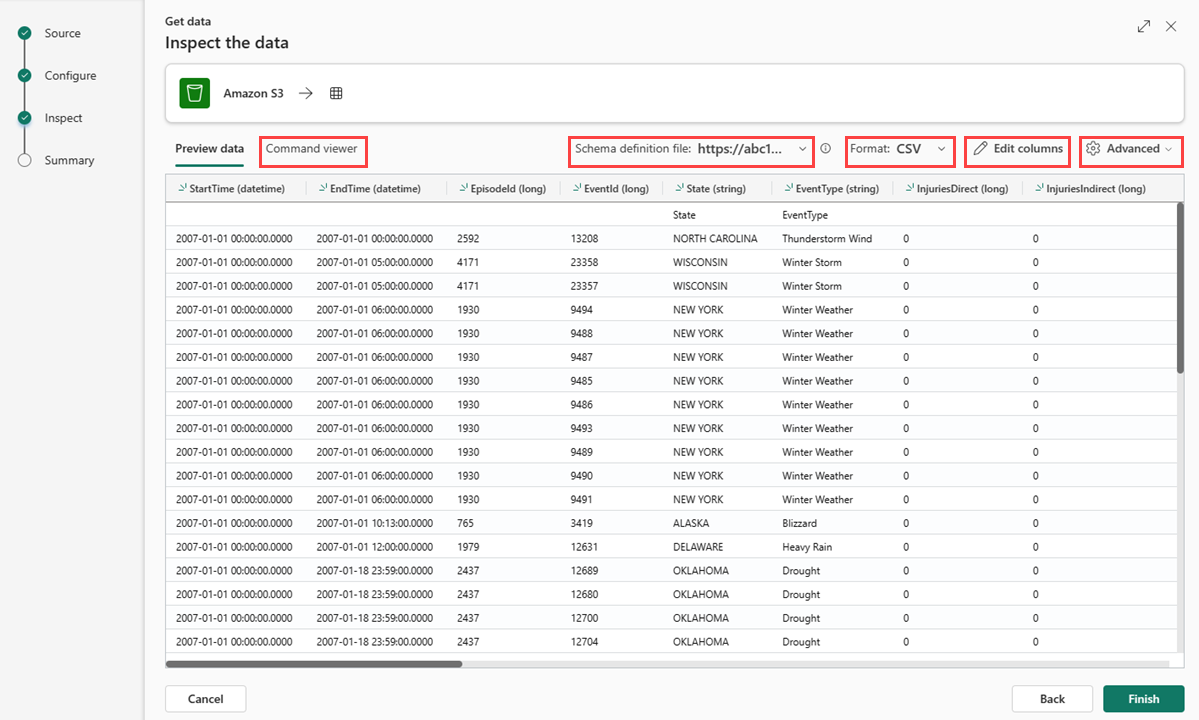 Source
Configure
Inspect
Summary
Get data
Inspect the data
Amazon S3
Preview data Command viewer Schema definition file: https://abc1... Format: CSV Edit columns Advanced
StartTime (datetime) EndTime (datetime) EpisodeId (long) EventId (long) State (string) EventType (string) InjuriesDirect (long) InjuriesIndirect (long)
State EventType
2007-01-01 00:00:00.0000 2007-01-01 00:00:00.0000 2592 13208 NORTH CAROLINA Thunderstorm Wind 0 0
2007-01-01 00:00:00.0000 2007-01-01 05:00:00.0000 4171 23358 WISCONSIN Winter Storm 0 0
2007-01-01 00:00:00.0000 2007-01-01 05:00:00.0000 4171 23357 WISCONSIN Winter Storm 0 0
2007-01-01 00:00:00.0000 2007-01-01 06:00:00.0000 1930 9494 NEW YORK Winter Weather 0 0
2007-01-01 00:00:00.0000 2007-01-01 06:00:00.0000 1930 9488 NEW YORK Winter Weather 0 0
2007-01-01 00:00:00.0000 2007-01-01 06:00:00.0000 1930 9487 NEW YORK Winter Weather 0 0
2007-01-01 00:00:00.0000 2007-01-01 06:00:00.0000 1930 9485 NEW YORK Winter Weather 0 0
2007-01-01 00:00:00.0000 2007-01-01 06:00:00.0000 1930 9486 NEW YORK Winter Weather 0 0
2007-01-01 00:00:00.0000 2007-01-01 06:00:00.0000 1930 9493 NEW YORK Winter Weather 0 0
2007-01-01 00:00:00.0000 2007-01-01 06:00:00.0000 1930 9489 NEW YORK Winter Weather 0 0
2007-01-01 00:00:00.0000 2007-01-01 06:00:00.0000 1930 9490 NEW YORK Winter Weather 0 0
2007-01-01 00:00:00.0000 2007-01-01 06:00:00.0000 1930 9491 NEW YORK Winter Weather 0 0
2007-01-01 00:00:00.0000 2007-01-01 10:13:00.0000 765 3419 ALASKA Blizzard 0 0
2007-01-01 00:00:00.0000 2007-01-01 12:00:00.0000 1979 12631 DELAWARE Heavy Rain 0 0
2007-01-01 00:00:00.0000 2007-01-18 23:59:00.0000 2437 12689 OKLAHOMA Drought 0 0
2007-01-01 00:00:00.0000 2007-01-18 23:59:00.0000 2437 12680 OKLAHOMA Drought 0 0
2007-01-01 00:00:00.0000 2007-01-18 23:59:00.0000 2437 12700 OKLAHOMA Drought 0 0
2007-01-01 00:00:00.0000 2007-01-18 23:59:00.0000 2437 12704 OKLAHOMA Drought 0 0
Cancel Back Finish